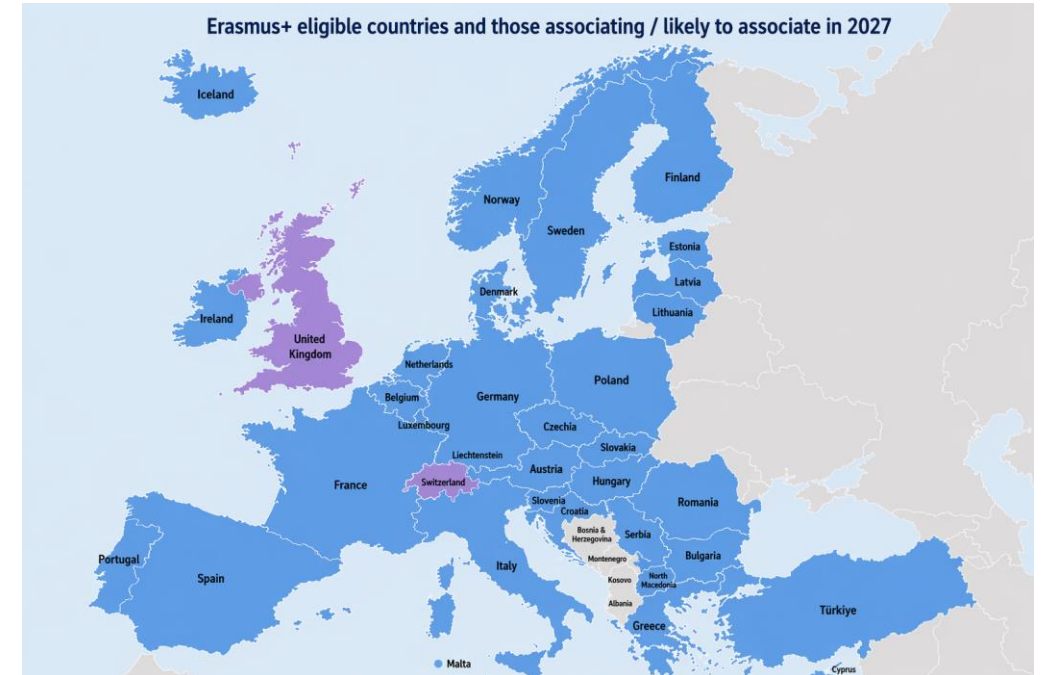 Erasmus+ eligible countries and those associating / likely to associate in 2027
Iceland
Finland
Norway
Sweden
Estonia
Latvia
Denmark
Lithuania
Ireland
United
Kingdom
Netherlands
Poland
Belgium
Germany
Luxembourg
Czechia
Slovakia
Liechtenstein
Austria
Switzerland
France
Hungary
Slovenia
Romania
Croatia
Bosnia &
Herzegovina
Serbia
Portugal
Montenegro
Bulgaria
Italy
Spain
Kosovo
North
Macedonia
Albania
Türkiye
Greece
Malta
Cyprus